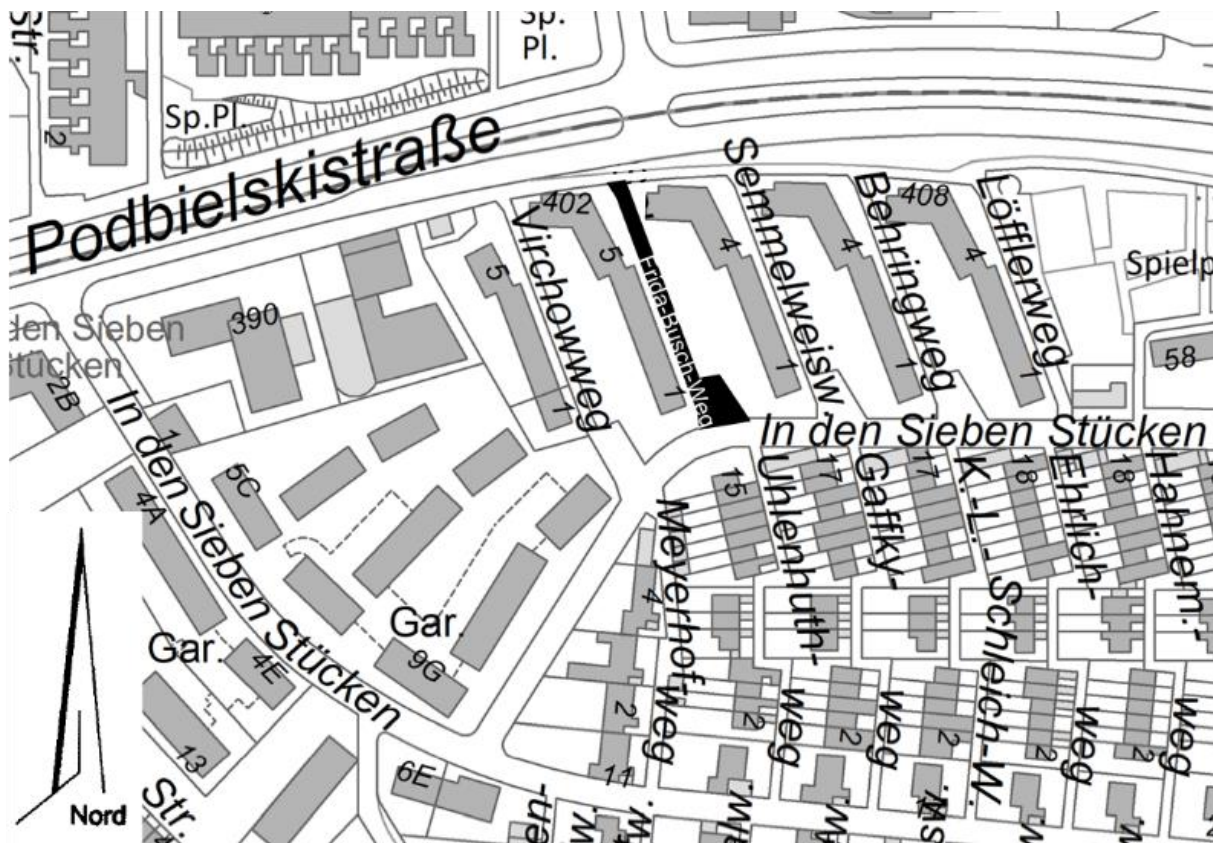 Str.
2
Sp.
Pl.
Sp.Pl.
Podbielskistraße
402
408
Virchowweg
5
5
Frida-Busch-Weg
4
Semmelweisw.
4
Behringweg
4
Löfflerweg
Spielp
58
390
den Sieben
Stücken
2B
1
1
1
1
1
In den Sieben Stücken
In den Sieben Stücken
5C
4A
Gar.
Gar.
4E
9G
13
Str.
6E
11
15
17
17
18
18
4
2
2
2
2
2
2
Meyerhof-
weg
Uhlenhuth-
weg
Gaffky-
weg
K.-L.-
Schleich-W.
Ehrlich-
weg
Hahnem.-
weg
Nord